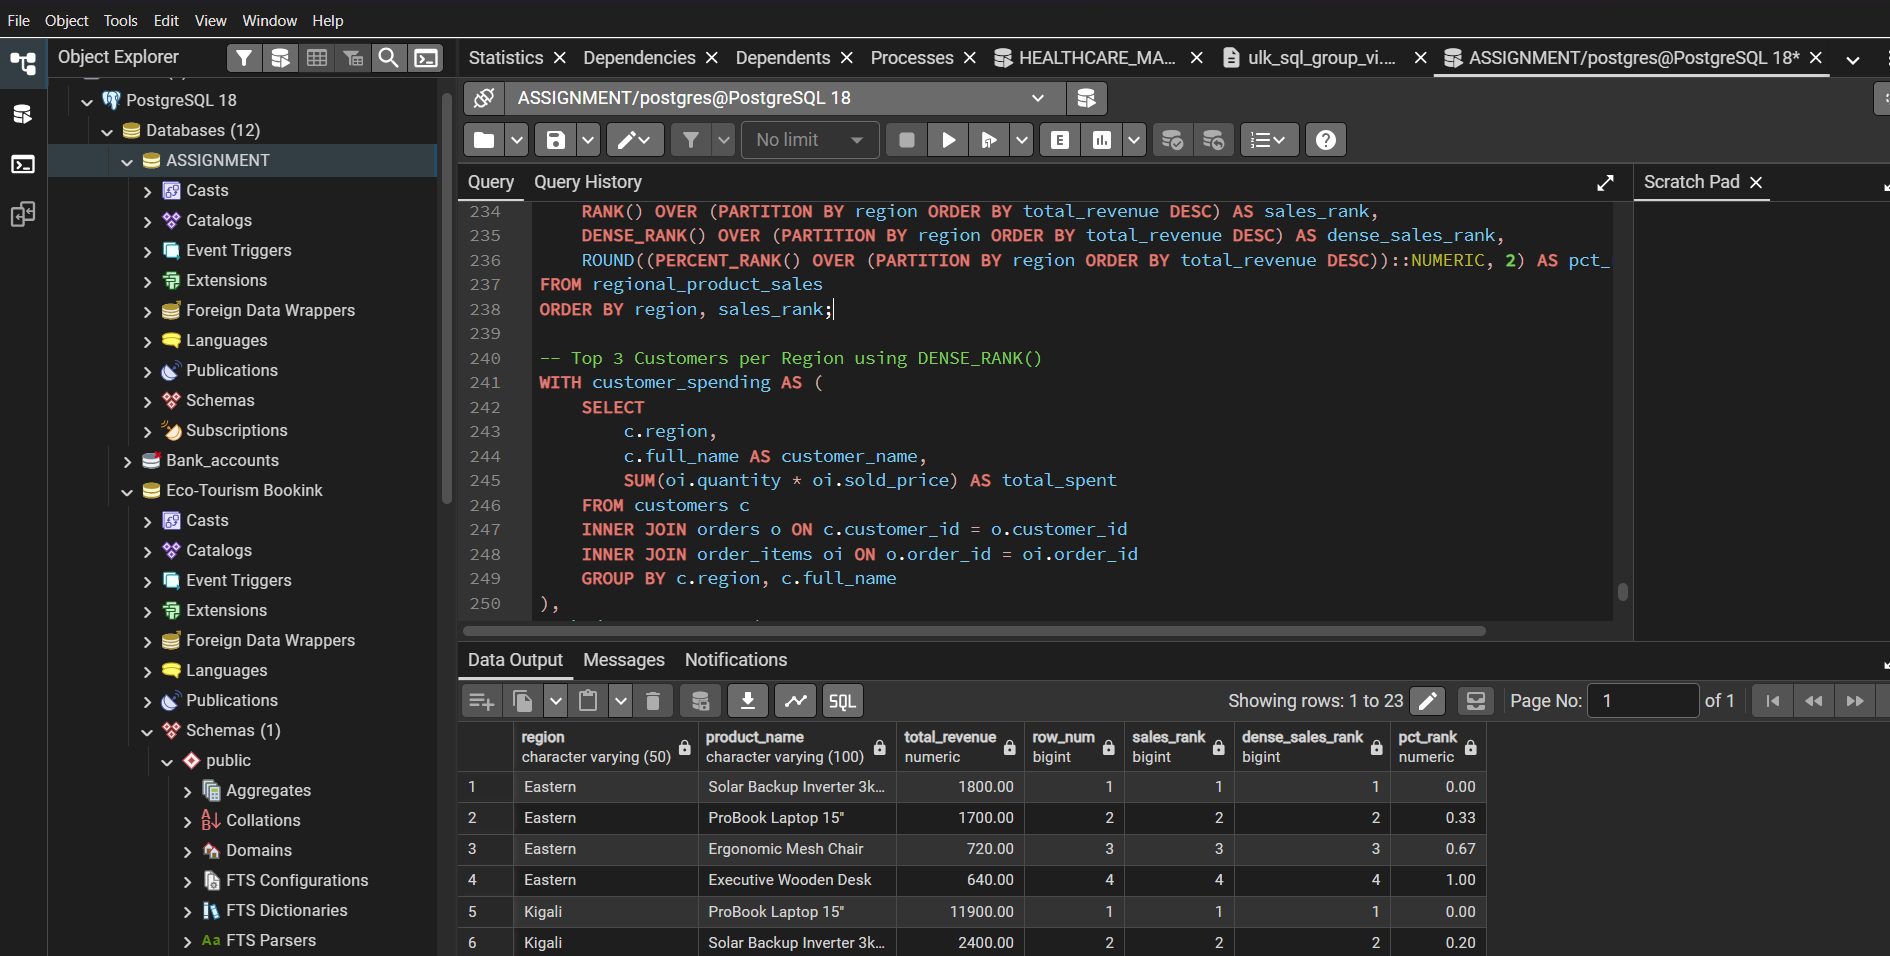 File Object Tools Edit View Window Help
Object Explorer
Statistics Dependencies Dependents Processes HEALTHCARE_MA... ulk_sql_group_vi.... ASSIGNMENT/postgres@PostgreSQL 18*
PostgreSQL 18
Databases (12)
ASSIGNMENT
Casts
Catalogs
Event Triggers
Extensions
Foreign Data Wrappers
Languages
Publications
Schemas
Subscriptions
Bank_accounts
Eco-Tourism Bookink
Casts
Catalogs
Event Triggers
Extensions
Foreign Data Wrappers
Languages
Publications
Schemas (1)
public
Aggregates
Collations
Domains
FTS Configurations
FTS Dictionaries
Aa FTS Parsers
ASSIGNMENT/postgres@PostgreSQL 18
No limit
E
Query Query History
Scratch Pad
234 RANK() OVER (PARTITION BY region ORDER BY total_revenue DESC) AS sales_rank,
235 DENSE_RANK() OVER (PARTITION BY region ORDER BY total_revenue DESC) AS dense_sales_rank,
236 ROUND((PERCENT_RANK() OVER (PARTITION BY region ORDER BY total_revenue DESC))::NUMERIC, 2) AS pct_
237 FROM regional_product_sales
238 ORDER BY region, sales_rank;
239
240 -- Top 3 Customers per Region using DENSE_RANK()
241 WITH customer_spending AS (
242 SELECT
243 c.region,
244 c.full_name AS customer_name,
245 SUM(oi.quantity * oi.sold_price) AS total_spent
246 FROM customers c
247 INNER JOIN orders o ON c.customer_id = o.customer_id
248 INNER JOIN order_items oi ON o.order_id = oi.order_id
249 GROUP BY c.region, c.full_name
250 ),
Data Output Messages Notifications
SQL
Showing rows: 1 to 23 Page No: 1 of 1
region product_name total_revenue row_num sales_rank dense_sales_rank pct_rank
character varying (50) character varying (100) numeric bigint bigint bigint numeric
1 Eastern Solar Backup Inverter 3k... 1800.00 1 1 1 0.00
2 Eastern ProBook Laptop 15" 1700.00 2 2 2 0.33
3 Eastern Ergonomic Mesh Chair 720.00 3 3 3 0.67
4 Eastern Executive Wooden Desk 640.00 4 4 4 1.00
5 Kigali ProBook Laptop 15" 11900.00 1 1 1 0.00
6 Kigali Solar Backup Inverter 3k... 2400.00 2 2 2 0.20